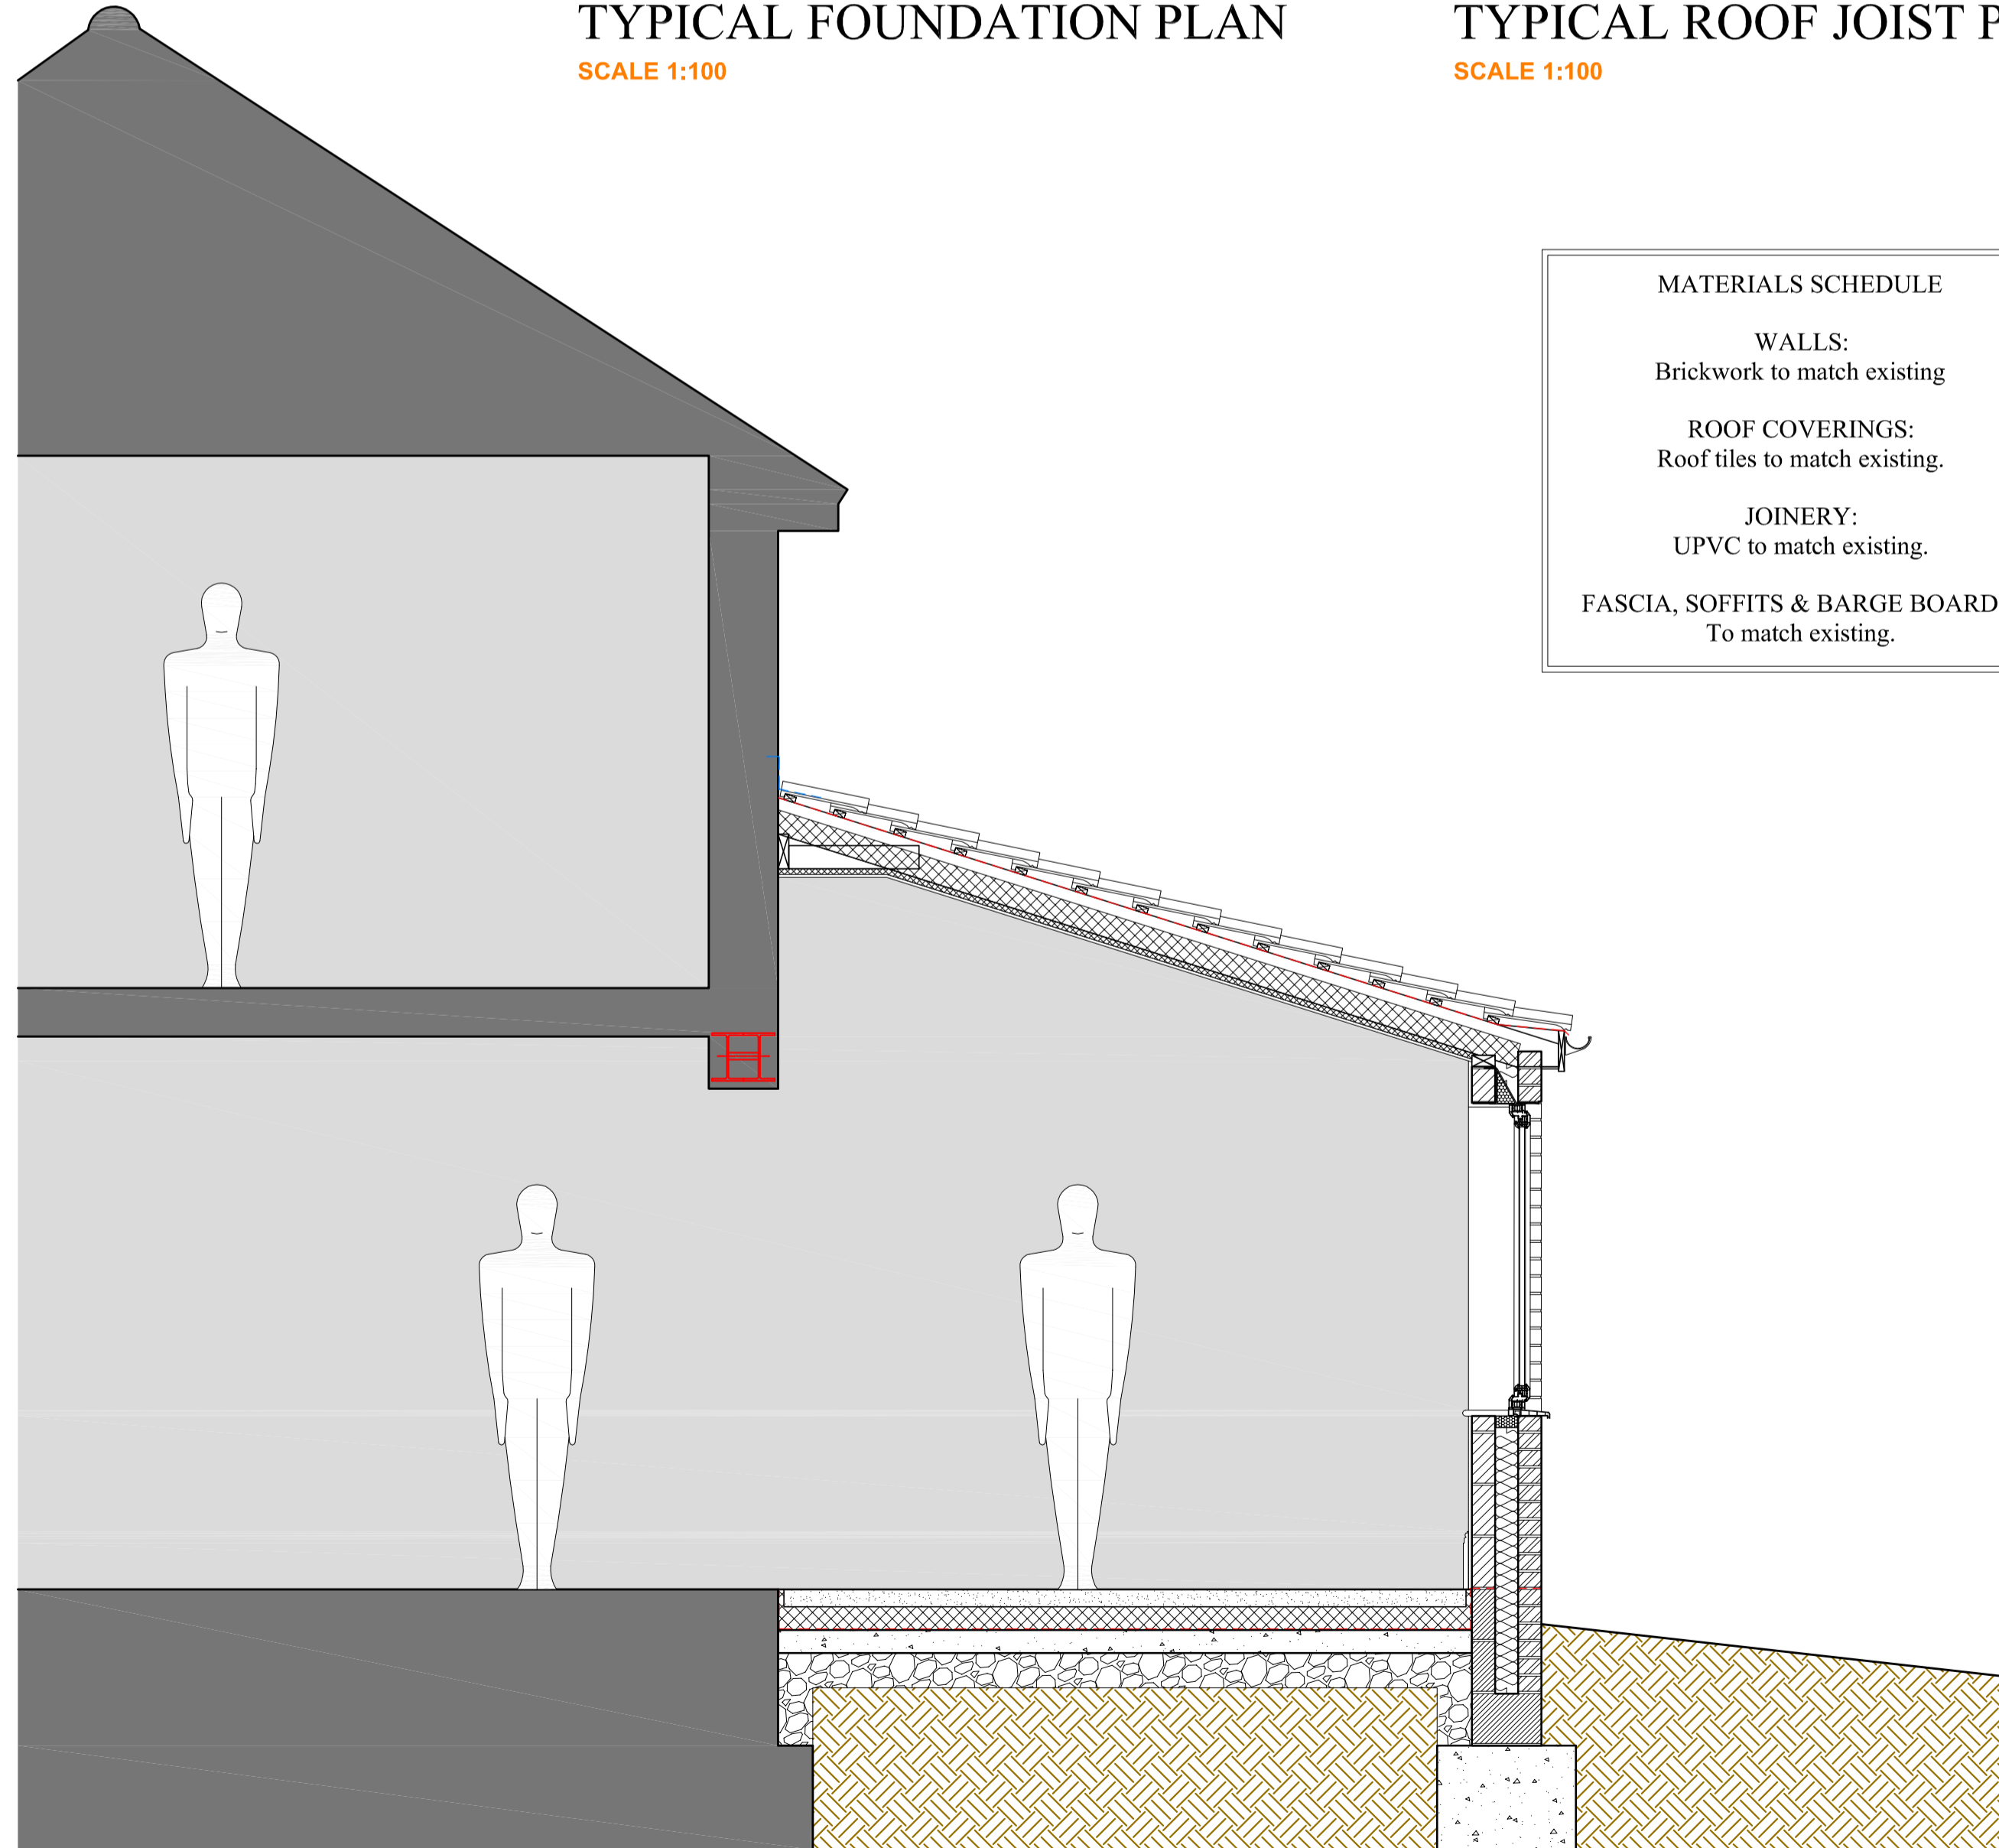 TYPICAL FOUNDATION PLAN
SCALE 1:100
TYPICAL ROOF JOIST P
SCALE 1:100
MATERIALS SCHEDULE
WALLS:
Brickwork to match existing
ROOF COVERINGS:
Roof tiles to match existing.
JOINERY:
UPVC to match existing.
FASCIA, SOFFITS & BARGE BOARD
To match existing.